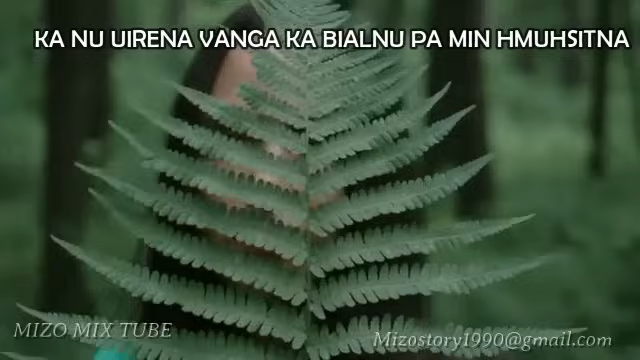 KA NU UIRENA VANGA KA BIALNU PA MIN HMUHSITNA
MIZO MIX TUBE
Mizostory1990@gmail.com